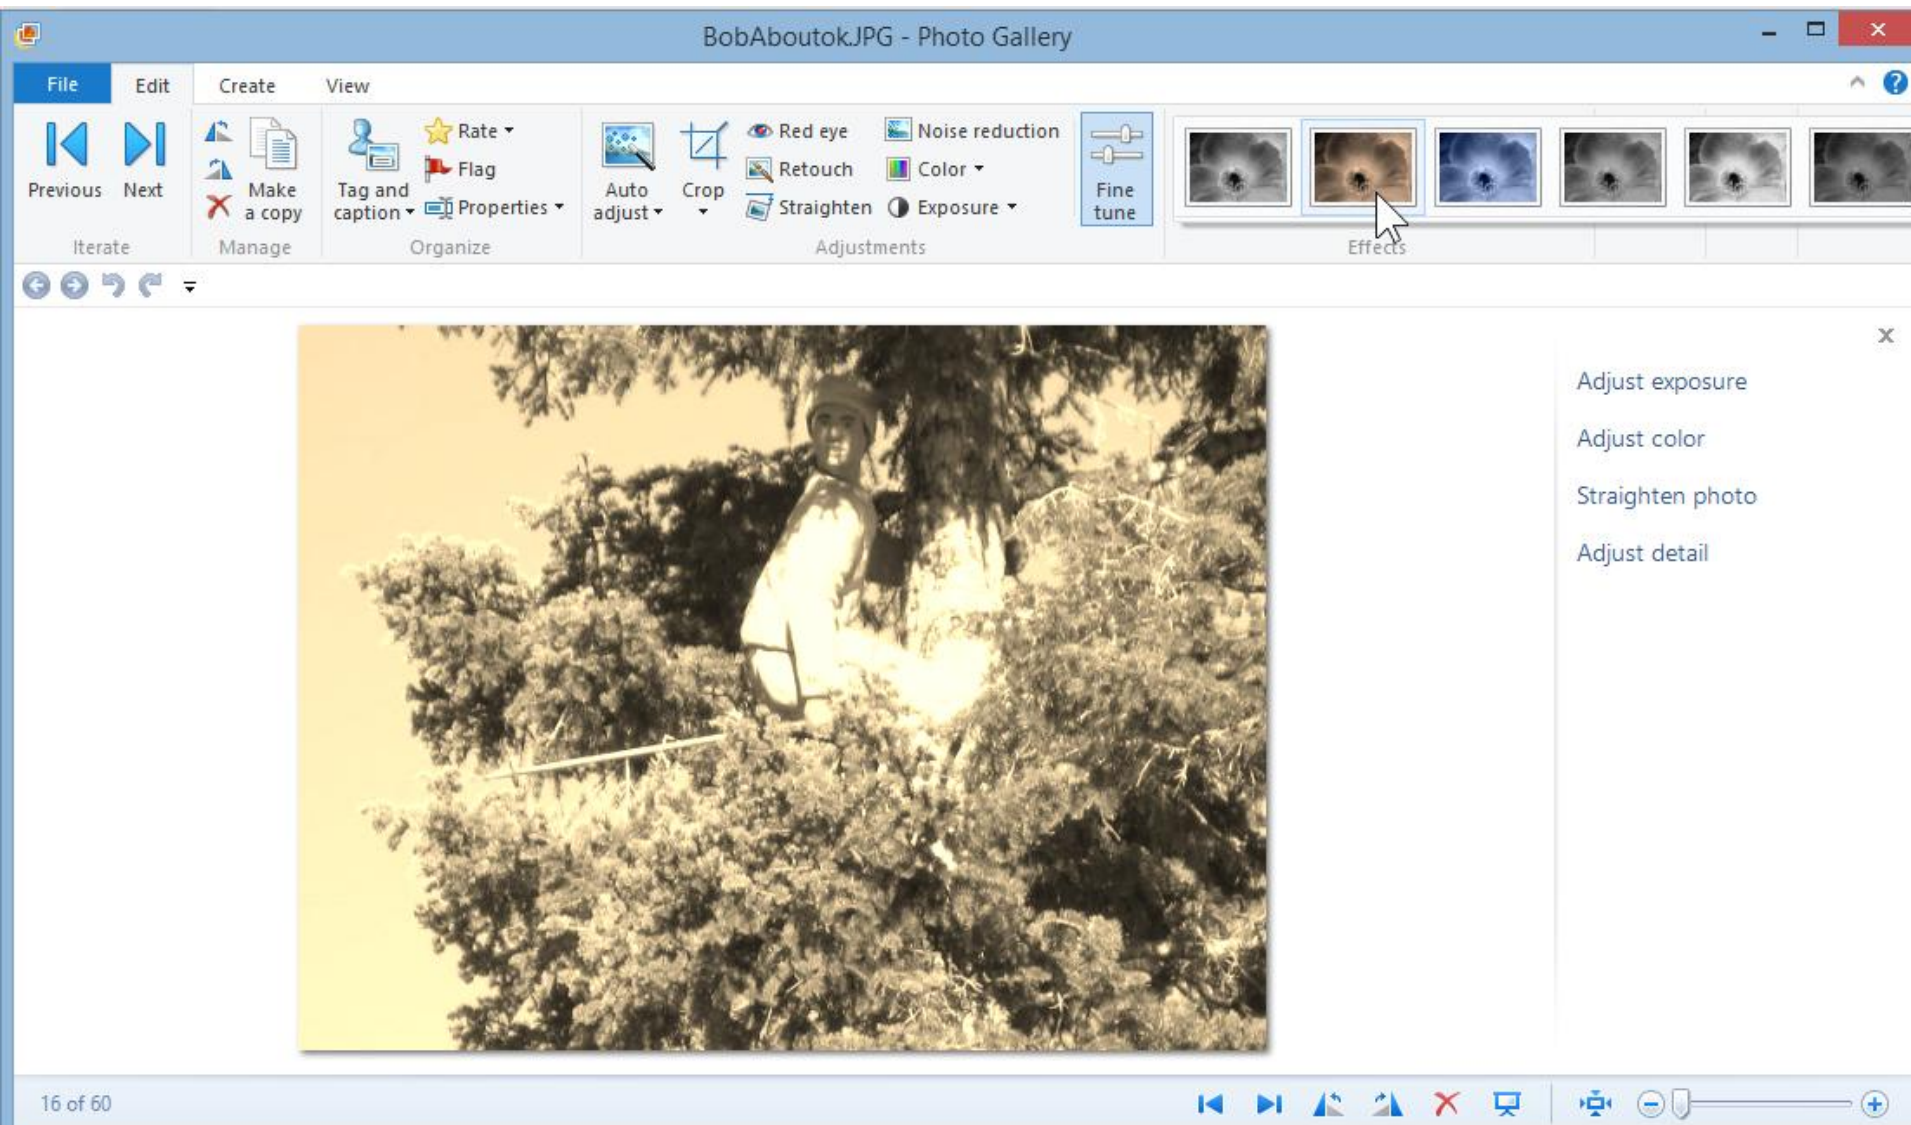 BobAboutok.JPG - Photo Gallery
File Edit Create View
Previous Next
Make
a copy
Tag and
caption
Rate
Flag
Properties
Auto
adjust
Crop
Red eye
Retouch
Straighten
Noise reduction
Color
Exposure
Fine
tune
Iterate Manage Organize Adjustments Effects
Adjust exposure
Adjust color
Straighten photo
Adjust detail
16 of 60